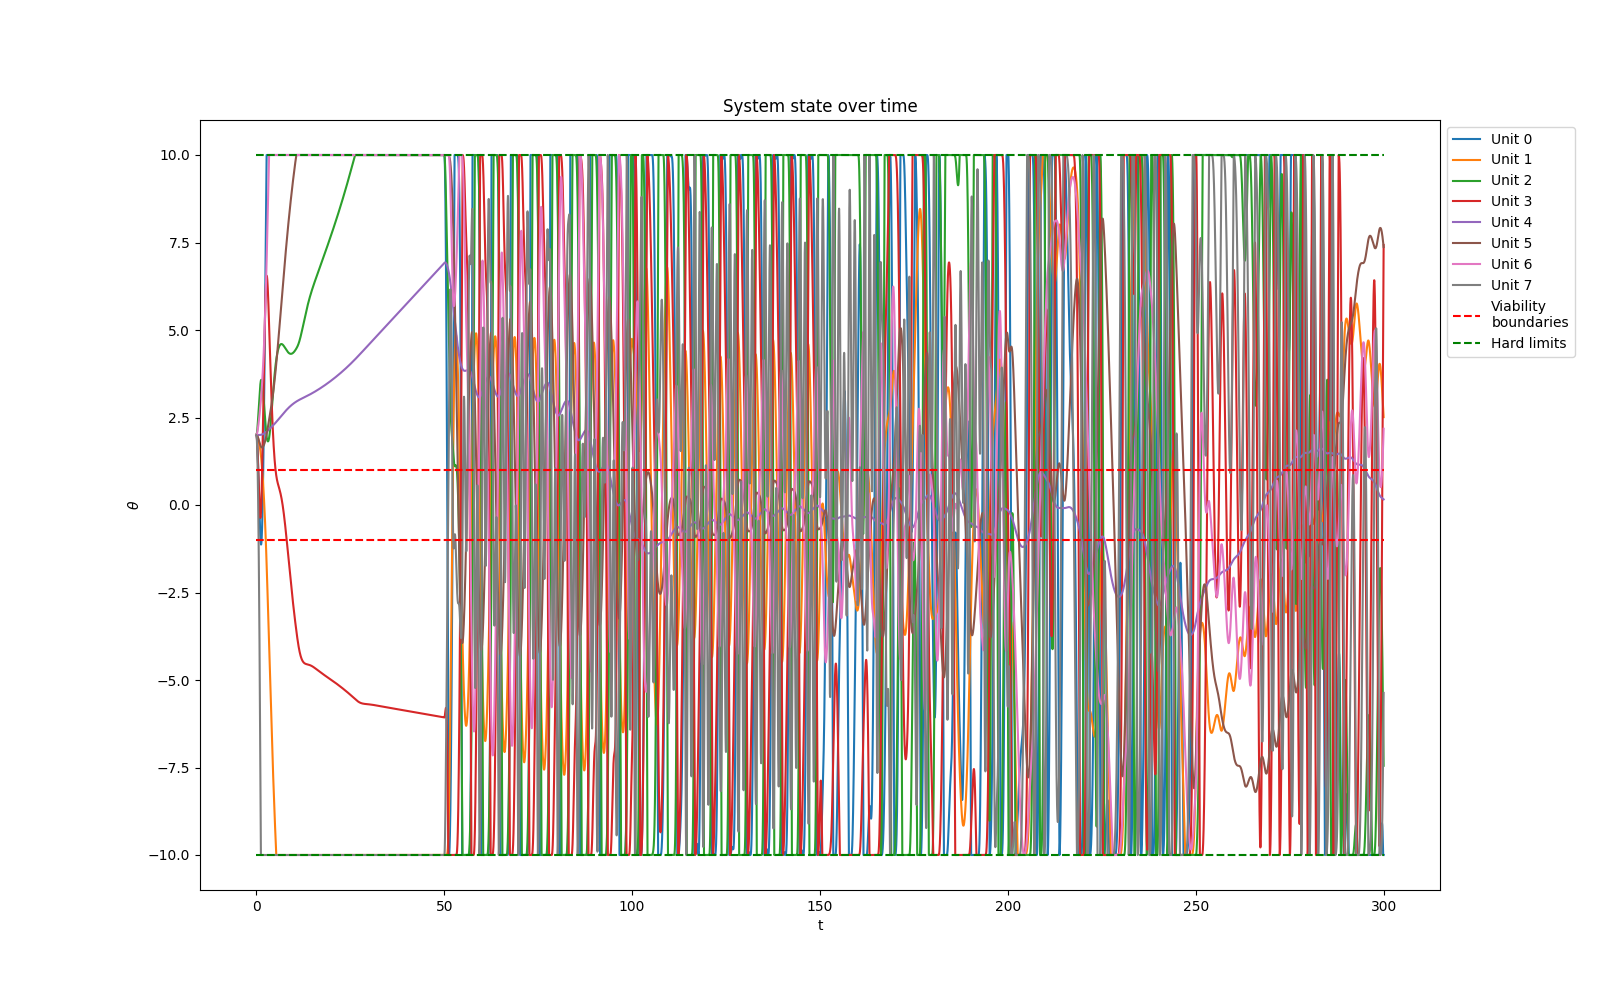 System state over time
10.0
7.5
5.0
2.5
0.0
−2.5
−5.0
−7.5
−10.0
θ
0
50
100
150
200
250
300
t
Unit 0
Unit 1
Unit 2
Unit 3
Unit 4
Unit 5
Unit 6
Unit 7
Viability
boundaries
Hard limits